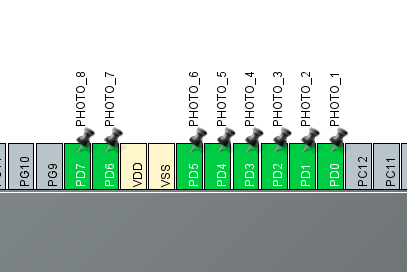 PHOTO_8
PHOTO_7
PHOTO_6
PHOTO_5
PHOTO_4
PHOTO_3
PHOTO_2
PHOTO_1
PG10
PG9
PD7
PD6
VDD
VSS
PD5
PD4
PD3
PD2
PD1
PD0
PC12
PC11